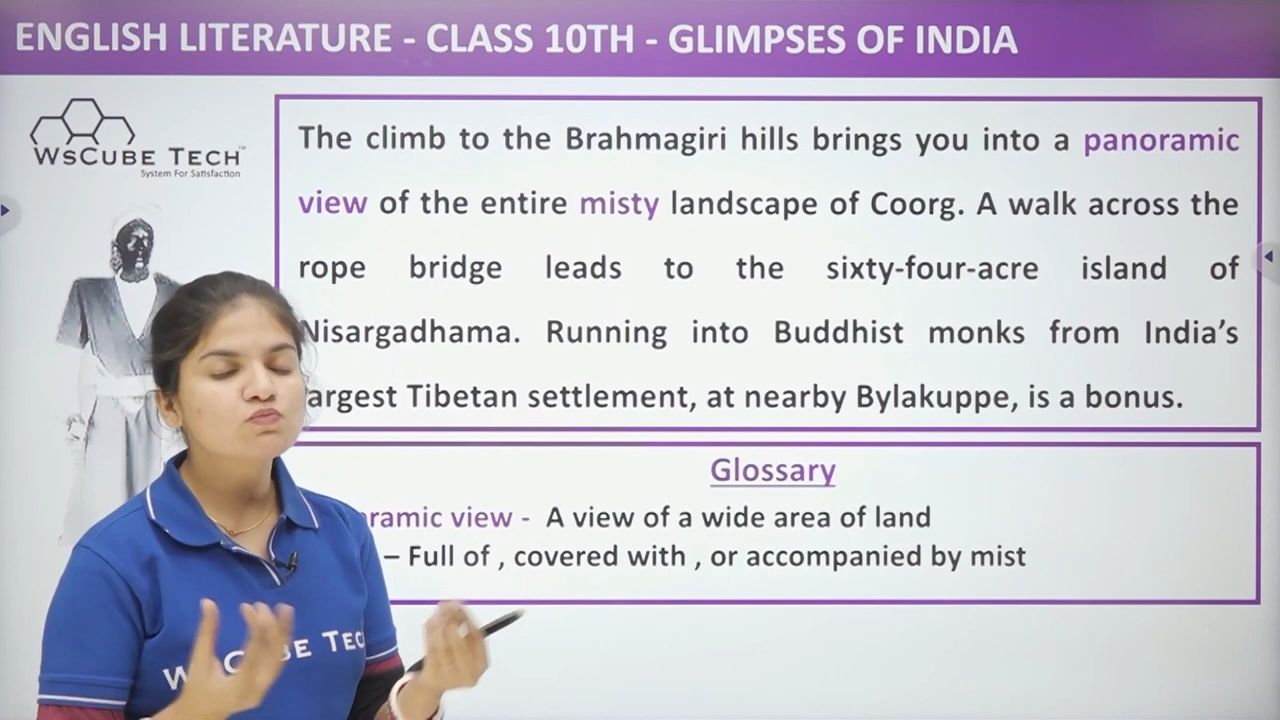 ENGLISH LITERATURE - CLASS 10TH - GLIMPSES OF INDIA
WSCUBE TECH™
System For Satisfaction
The climb to the Brahmagiri hills brings you into a panoramic
view of the entire misty landscape of Coorg. A walk across the
rope bridge leads to the sixty-four-acre island of
Nisargadhama. Running into Buddhist monks from India's
largest Tibetan settlement, at nearby Bylakuppe, is a bonus.
Glossary
view - A view of a wide area of land
– Full of , covered with , or accompanied by mist